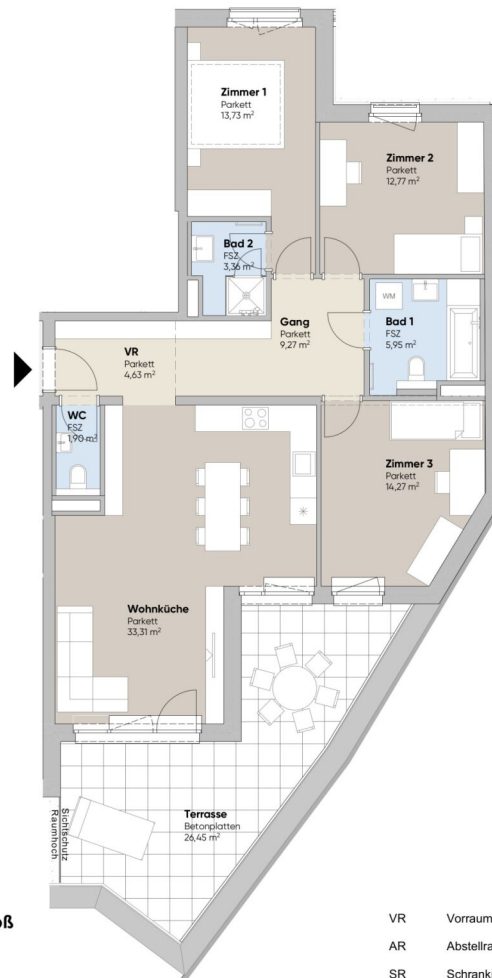 Zimmer 1
Parkett
13,73 m²
Zimmer 2
Parkett
12,77 m²
Bad 2
FSZ
3,36 m²
WM
Bad 1
FSZ
5,95 m²
Gang
Parkett
9,27 m²
VR
Parkett
4,63 m²
WC
FSZ
1,90 m²
Zimmer 3
Parkett
14,27 m²
Wohnküche
Parkett
33,31 m²
Terrasse
Betonplatten
26,45 m²
Sichtschutz
Raumhoch
oß
VR Vorraum
AR Abstellra
SR Schrank